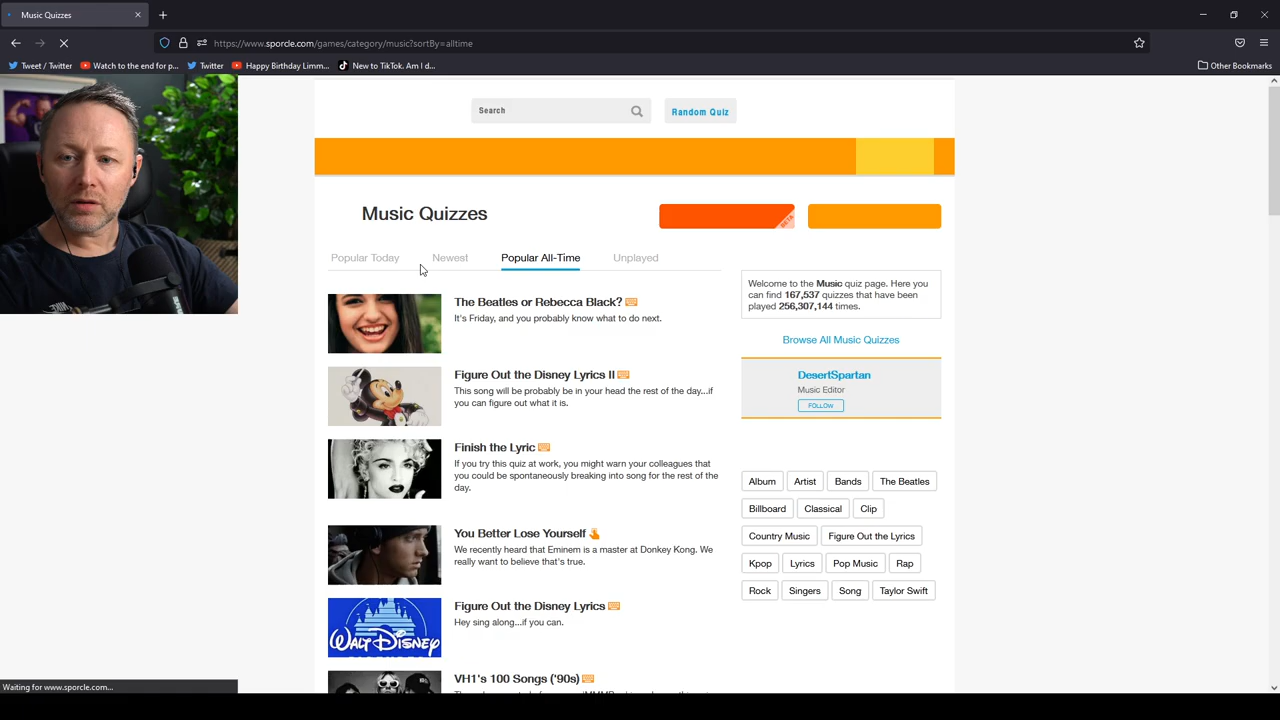 Music Quizzes
https://www.sporcle.com/games/category/music?sortBy=alltime
Tweet / Twitter
Watch to the end for p...
Twitter
Happy Birthday Limm...
New to TikTok. Am I d...
Other Bookmarks
Search
Random Quiz
Music Quizzes
Popular Today
Newest
Popular All-Time
Unplayed
The Beatles or Rebecca Black?
It's Friday, and you probably know what to do next.
Figure Out the Disney Lyrics II
This song will be probably be in your head the rest of the day...if
you can figure out what it is.
Finish the Lyric
If you try this quiz at work, you might warn your colleagues that
you could be spontaneously breaking into song for the rest of the
day.
You Better Lose Yourself
We recently heard that Eminem is a master at Donkey Kong. We
really want to believe that's true.
WALT DISNEY
Figure Out the Disney Lyrics
Hey sing along...if you can.
VH1's 100 Songs ('90s)
Welcome to the Music quiz page. Here you
can find 167,537 quizzes that have been
played 256,307,144 times.
Browse All Music Quizzes
DesertSpartan
Music Editor
FOLLOW
Album
Artist
Bands
The Beatles
Billboard
Classical
Clip
Country Music
Figure Out the Lyrics
Kpop
Lyrics
Pop Music
Rap
Rock
Singers
Song
Taylor Swift
Waiting for www.sporcle.com...